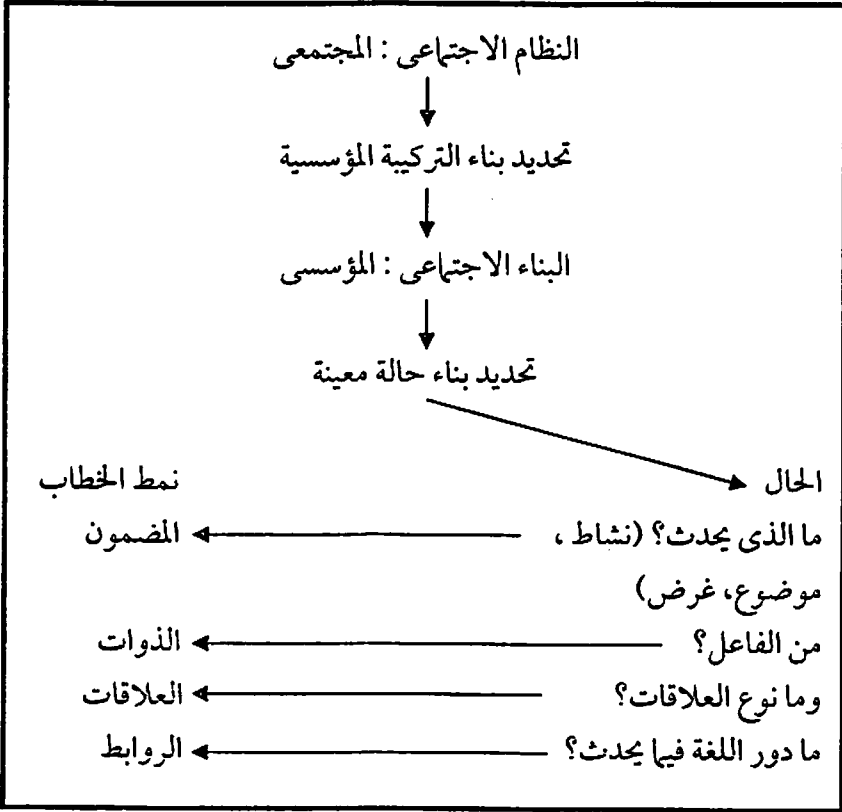 النظام الاجتماعى : المجتمعى
تحديد بناء التركيبة المؤسسية
البناء الاجتماعى : المؤسسى
تحديد بناء حالة معينة
الحال نمط الخطاب
ما الذى يحدث؟ (نشاط ، المضمون
موضوع، غرض)
من الفاعل؟ الذوات
وما نوع العلاقات؟ العلاقات
ما دور اللغة فيما يحدث؟ الروابط